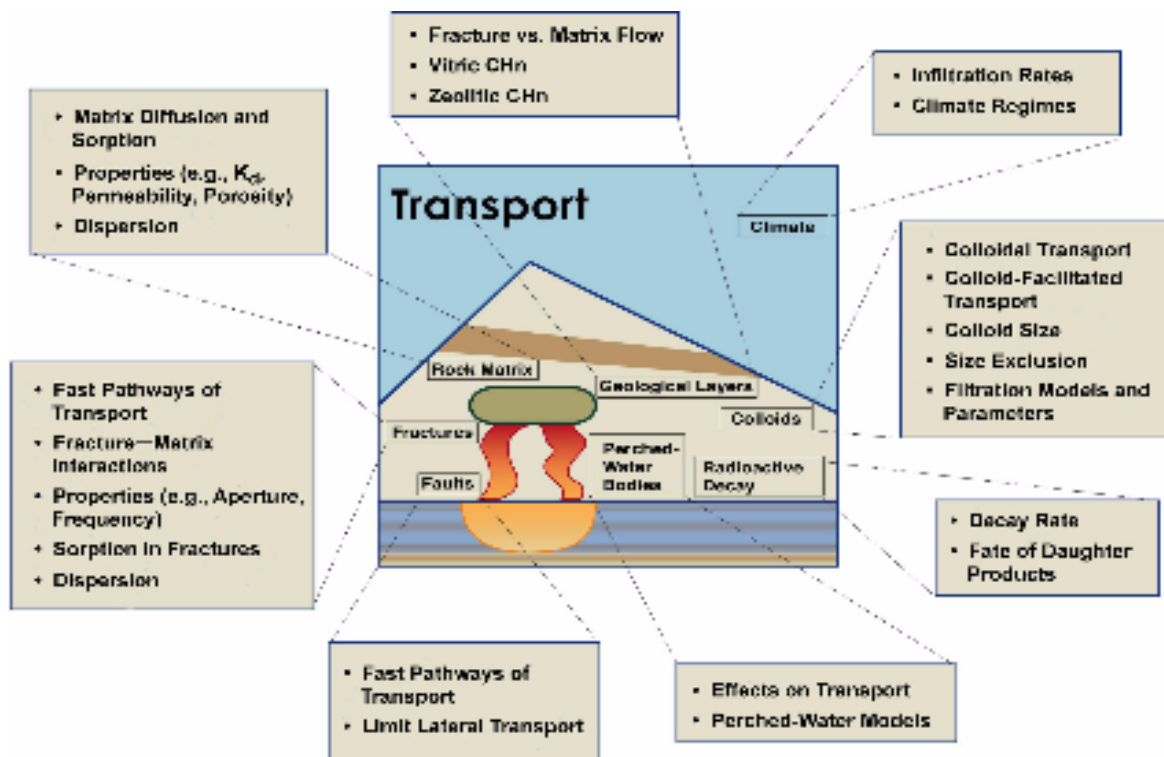 • Fracture vs. Matrix Flow
• Vitric CHn
• Zeolitic CHn
• Infiltration Rates
• Climate Regimes
• Matrix Diffusion and
Sorption
• Properties (e.g., Kd,
Permeability, Porosity)
• Dispersion
Transport
Climate
• Colloidal Transport
• Colloid-Facilitated
Transport
• Colloid Size
• Size Exclusion
• Filtration Models and
Parameters
Rock Matrix
Geological Layers
Colloids
Fractures
Perched-
Water
Bodies
Radioactive
Decay
Faults
• Fast Pathways of
Transport
• Fracture—Matrix
Interactions
• Properties (e.g., Aperture,
Frequency)
• Sorption in Fractures
• Dispersion
• Decay Rate
• Fate of Daughter
Products
• Fast Pathways of
Transport
• Limit Lateral Transport
• Effects on Transport
• Perched-Water Models